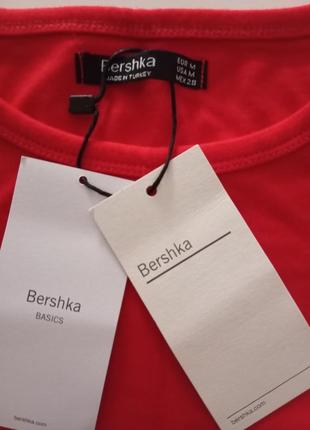 Bershka
MADE IN TURKEY
EUR M
USA M
MEX 28
Bershka
BASICS
bershka.com
Bershka
bershka.com